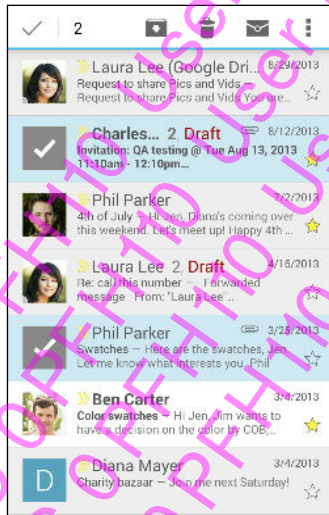 2
Laura Lee (Google Dri... 8/29/2013
Request to share Pics and Vids –
Request to share Pics and Vids You are...
Charles... 2, Draft 8/12/2013
Invitation: QA testing @ Tue Aug 13, 2013
11:10am - 12:10pm...
Phil Parker 7/2/2013
4th of July – Hi Jen, Diana's coming over
this weekend. Let's meet up! Happy 4th ...
Laura Lee 2, Draft 4/16/2013
Re: call this number – Forwarded
message From: "Laura Lee"...
Phil Parker 3/25/2013
Swatches – Here are the swatches, Jen.
Let me know what interests you. Phil
Ben Carter 3/4/2013
Color swatches – Hi Jen, Jim wants to
have a decision on the color by COB,...
D
Diana Mayer 3/4/2013
Charity bazaar – Join me next Saturday!